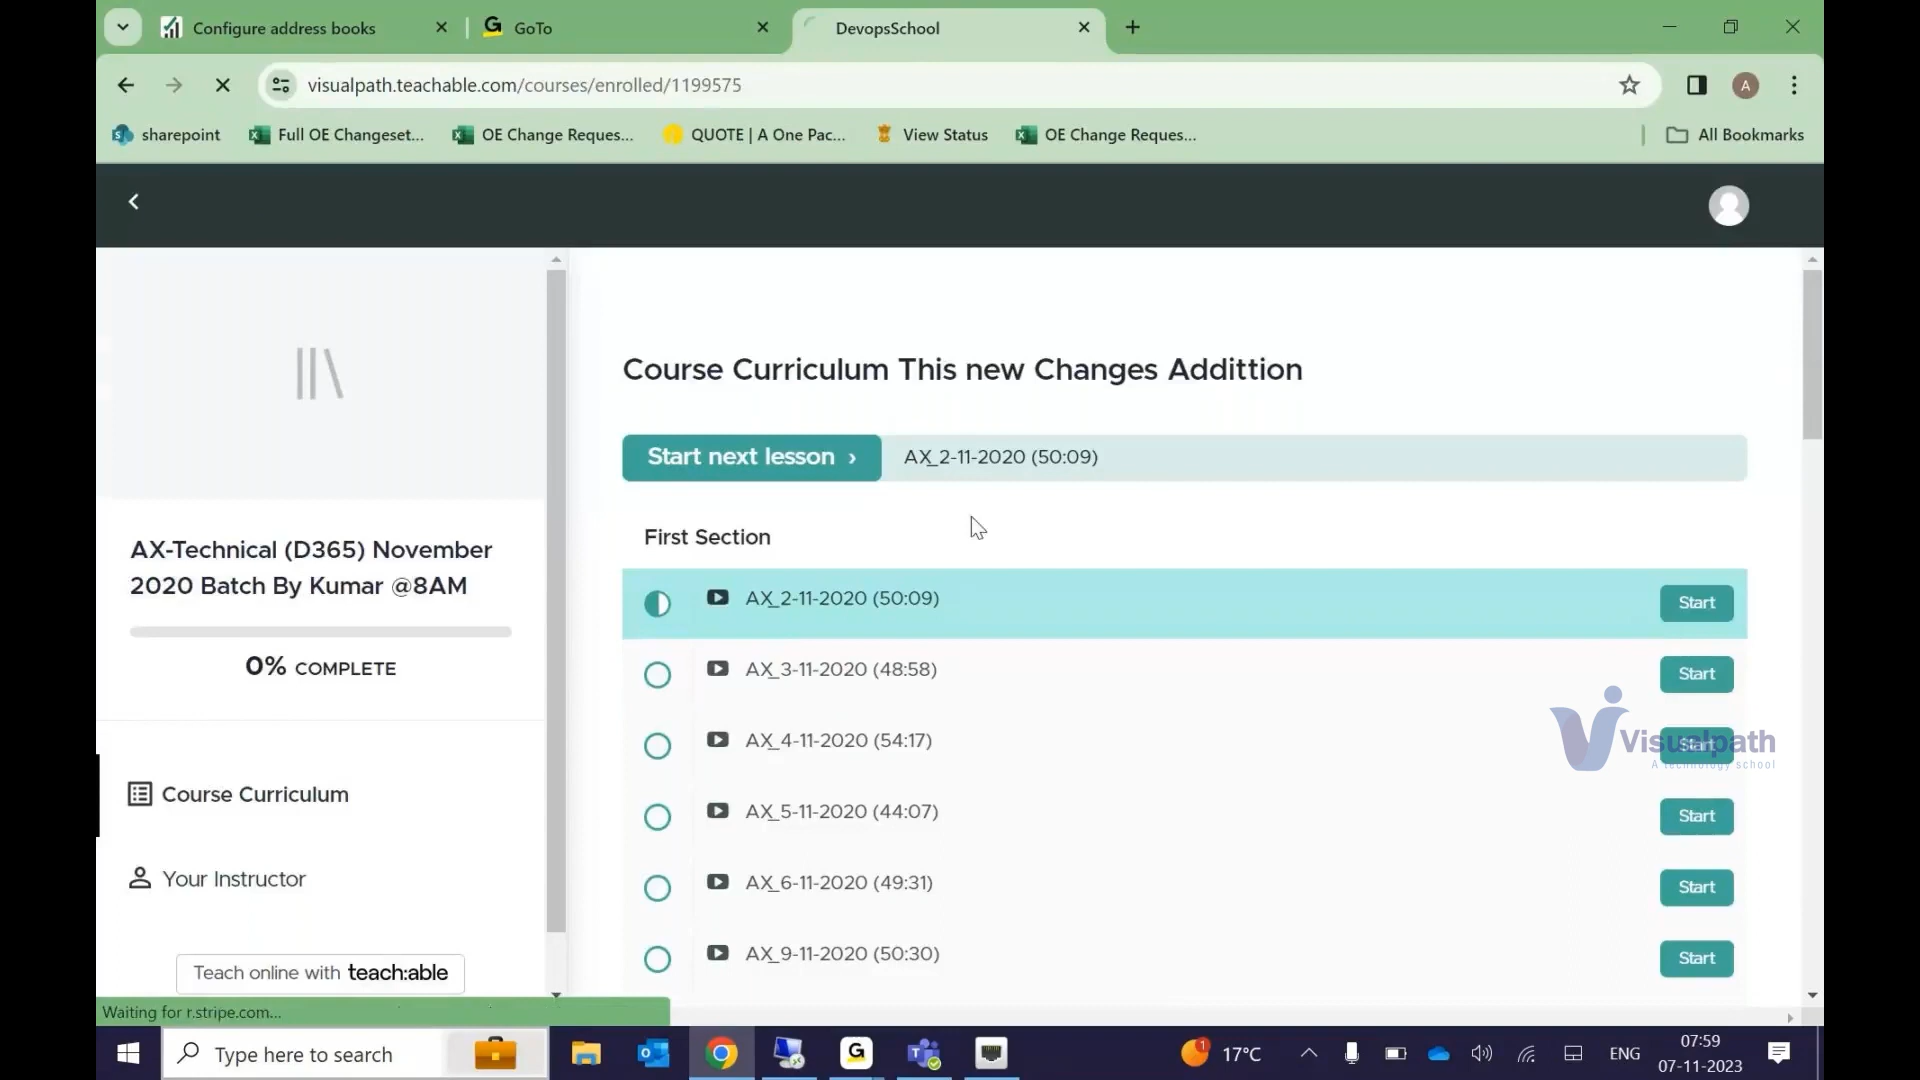 Configure address books
GoTo
DevopsSchool
visualpath.teachable.com/courses/enrolled/1199575
A
sharepoint
Full OE Changeset...
OE Change Reques...
QUOTE | A One Pac...
View Status
OE Change Reques...
All Bookmarks
Course Curriculum This new Changes Addittion
Start next lesson ›
AX_2-11-2020 (50:09)
First Section
AX_2-11-2020 (50:09)
Start
AX_3-11-2020 (48:58)
Start
AX_4-11-2020 (54:17)
Start
AX_5-11-2020 (44:07)
Start
AX_6-11-2020 (49:31)
Start
AX_9-11-2020 (50:30)
Start
AX-Technical (D365) November
2020 Batch By Kumar @8AM
0% COMPLETE
Course Curriculum
Your Instructor
Teach online with teach:able
Visualpath
A technology school
Waiting for r.stripe.com...
Type here to search
1
17°C
ENG
07:59
07-11-2023